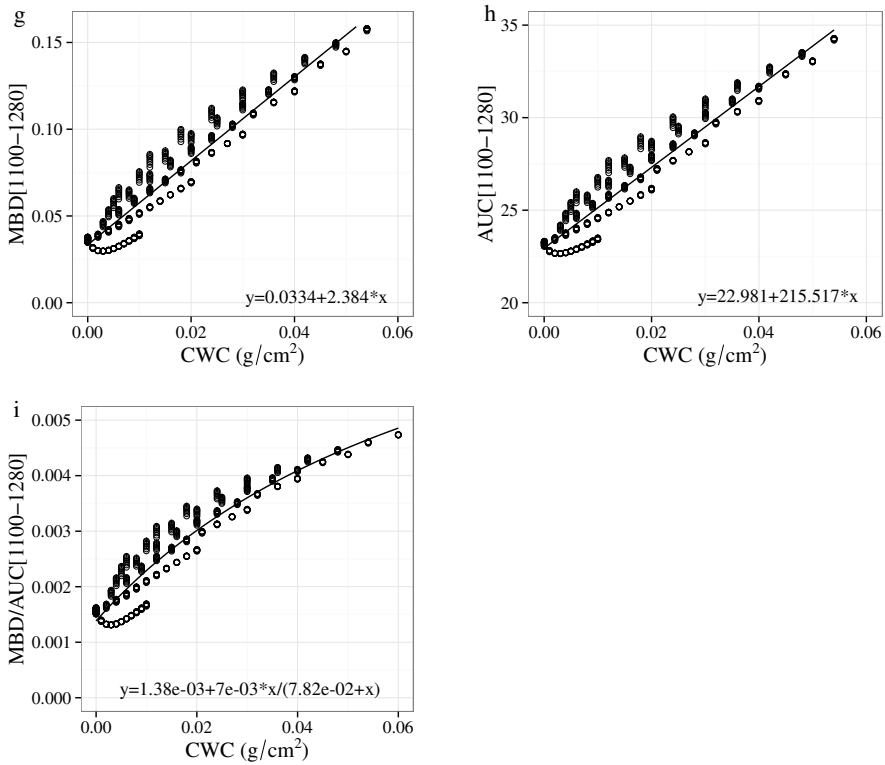 g
0.15
0.10
0.05
0.00
MBD[1100−1280]
y=0.0334+2.384*x
0.00 0.02 0.04 0.06
CWC (g/cm²)
h
35
30
25
20
AUC[1100−1280]
y=22.981+215.517*x
0.00 0.02 0.04 0.06
CWC (g/cm²)
i
0.005
0.004
0.003
0.002
0.001
0.000
MBD/AUC[1100−1280]
y=1.38e-03+7e-03*x/(7.82e-02+x)
0.00 0.02 0.04 0.06
CWC (g/cm²)